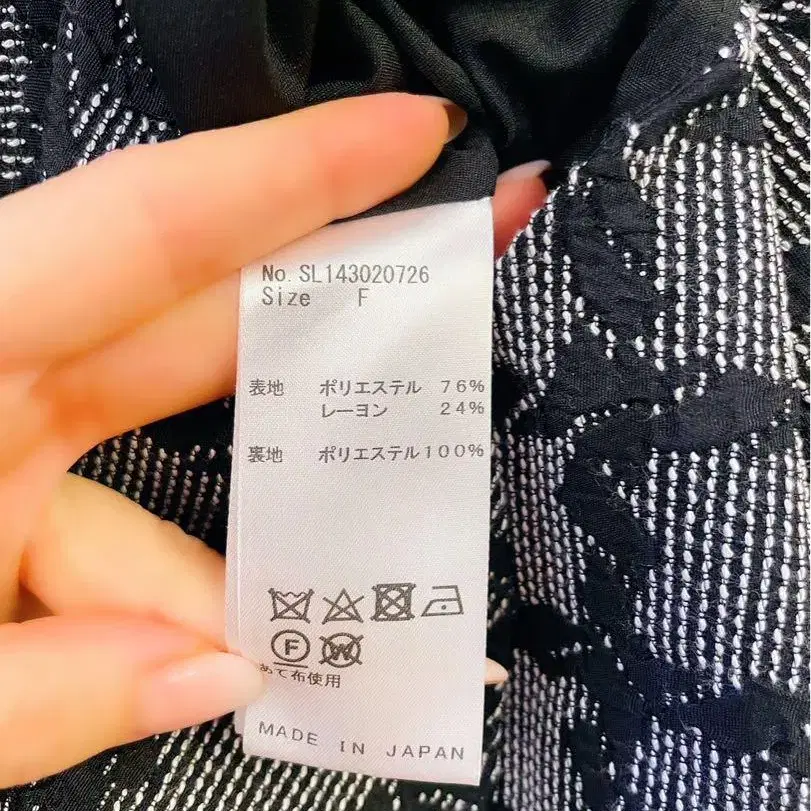 No. SL143020726
Size F
表地 ポリエステル 76%
レーヨン 24%
裏地 ポリエステル100%
F W
て布使用
MADE IN JAPAN